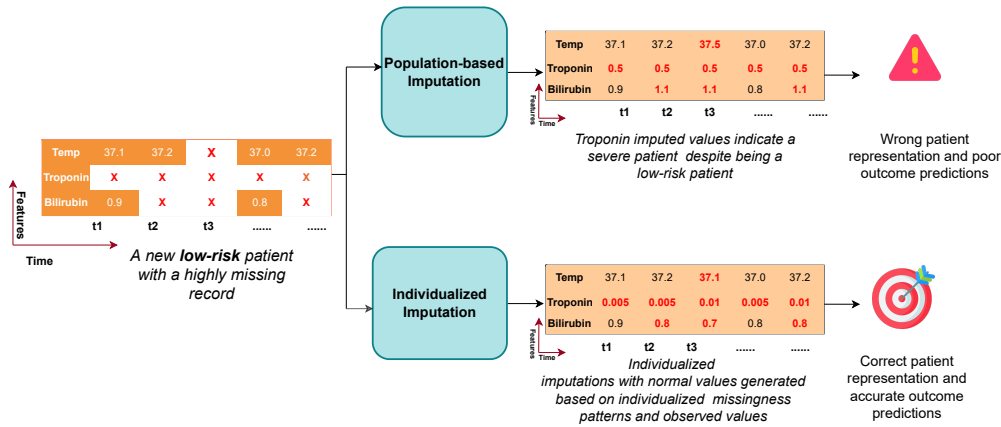 Temp 37.1 37.2 X 37.0 37.2
Troponin X X X X X
Bilirubin 0.9 X X 0.8 X
t1 t2 t3 ...... ......
Features
Time
A new low-risk patient
with a highly missing
record
Population-based
Imputation
Temp 37.1 37.2 37.5 37.0 37.2
Troponin 0.5 0.5 0.5 0.5 0.5
Bilirubin 0.9 1.1 1.1 0.8 1.1
Features
Time
t1 t2 t3 ...... ......
Troponin imputed values indicate a
severe patient despite being a
low-risk patient
Wrong patient
representation and poor
outcome predictions
Individualized
Imputation
Temp 37.1 37.2 37.1 37.0 37.2
Troponin 0.005 0.005 0.01 0.005 0.01
Bilirubin 0.9 0.8 0.7 0.8 0.8
Features
Time
t1 t2 t3 ...... ......
Individualized
imputations with normal values generated
based on individualized missingness
patterns and observed values
Correct patient
representation and
accurate outcome
predictions